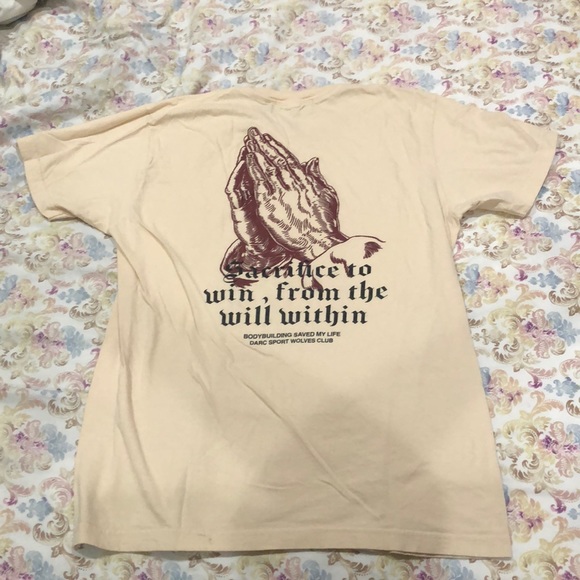 Sacrifice to
win, from the
will within
BODYBUILDING SAVED MY LIFE
DARC SPORT WOLVES CLUB